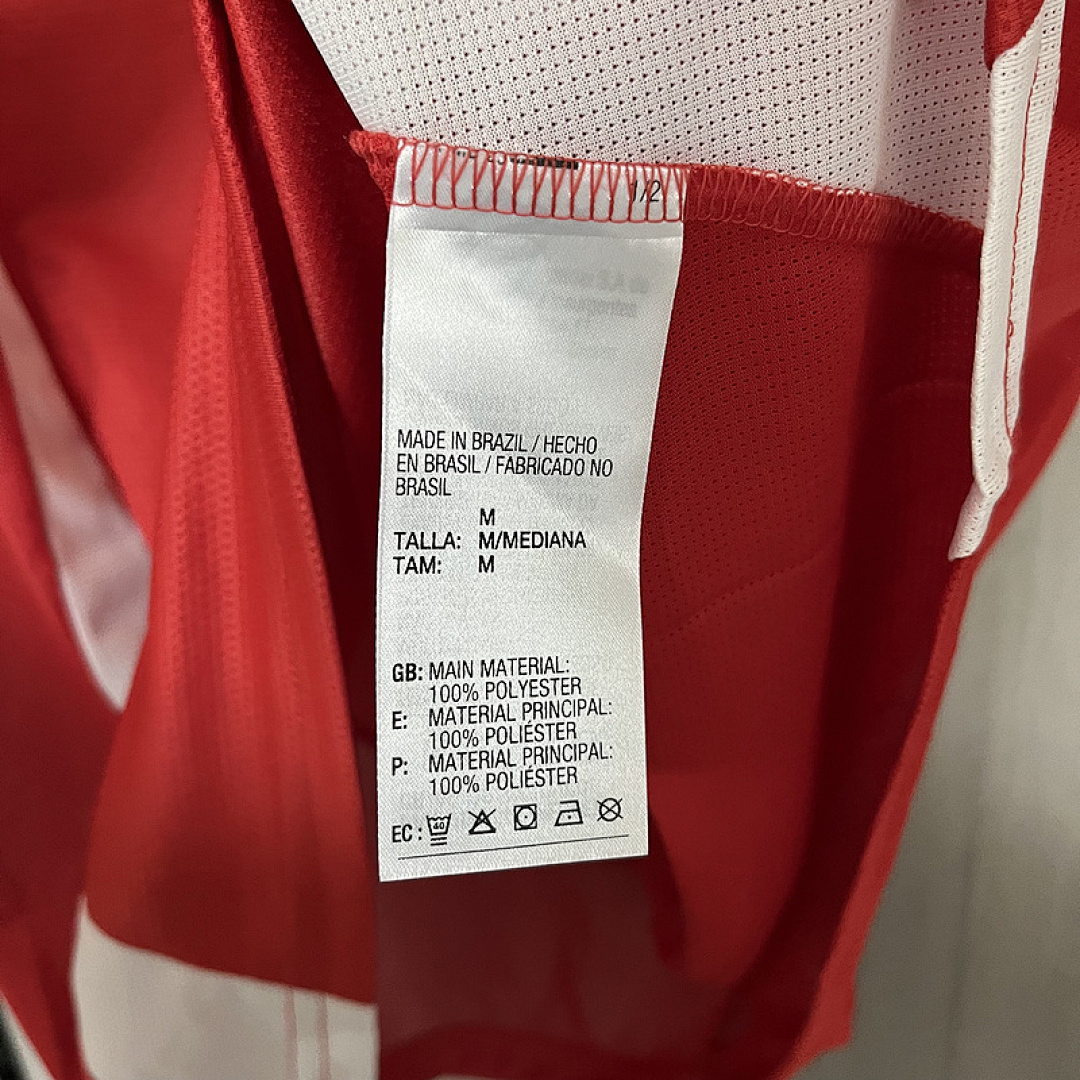 1/2
MADE IN BRAZIL / HECHO
EN BRASIL / FABRICADO NO
BRASIL
M
TALLA: M/MEDIANA
TAM: M
GB: MAIN MATERIAL:
100% POLYESTER
E: MATERIAL PRINCIPAL:
100% POLIÉSTER
P: MATERIAL PRINCIPAL:
100% POLIÉSTER
EC: 40